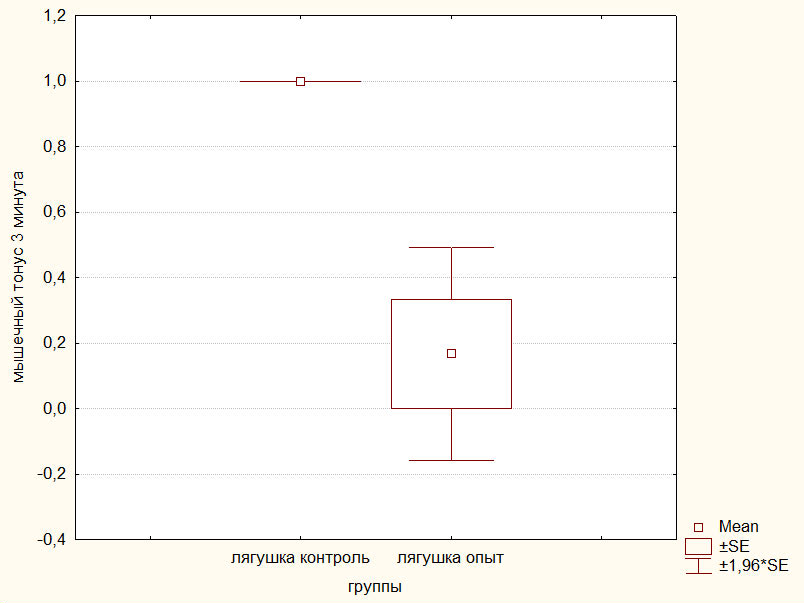 1,2
1,0
0,8
0,6
0,4
0,2
0,0
-0,2
-0,4
мышечный тонус 3 минута
лягушка контроль
лягушка опыт
группы
Mean
±SE
±1,96*SE